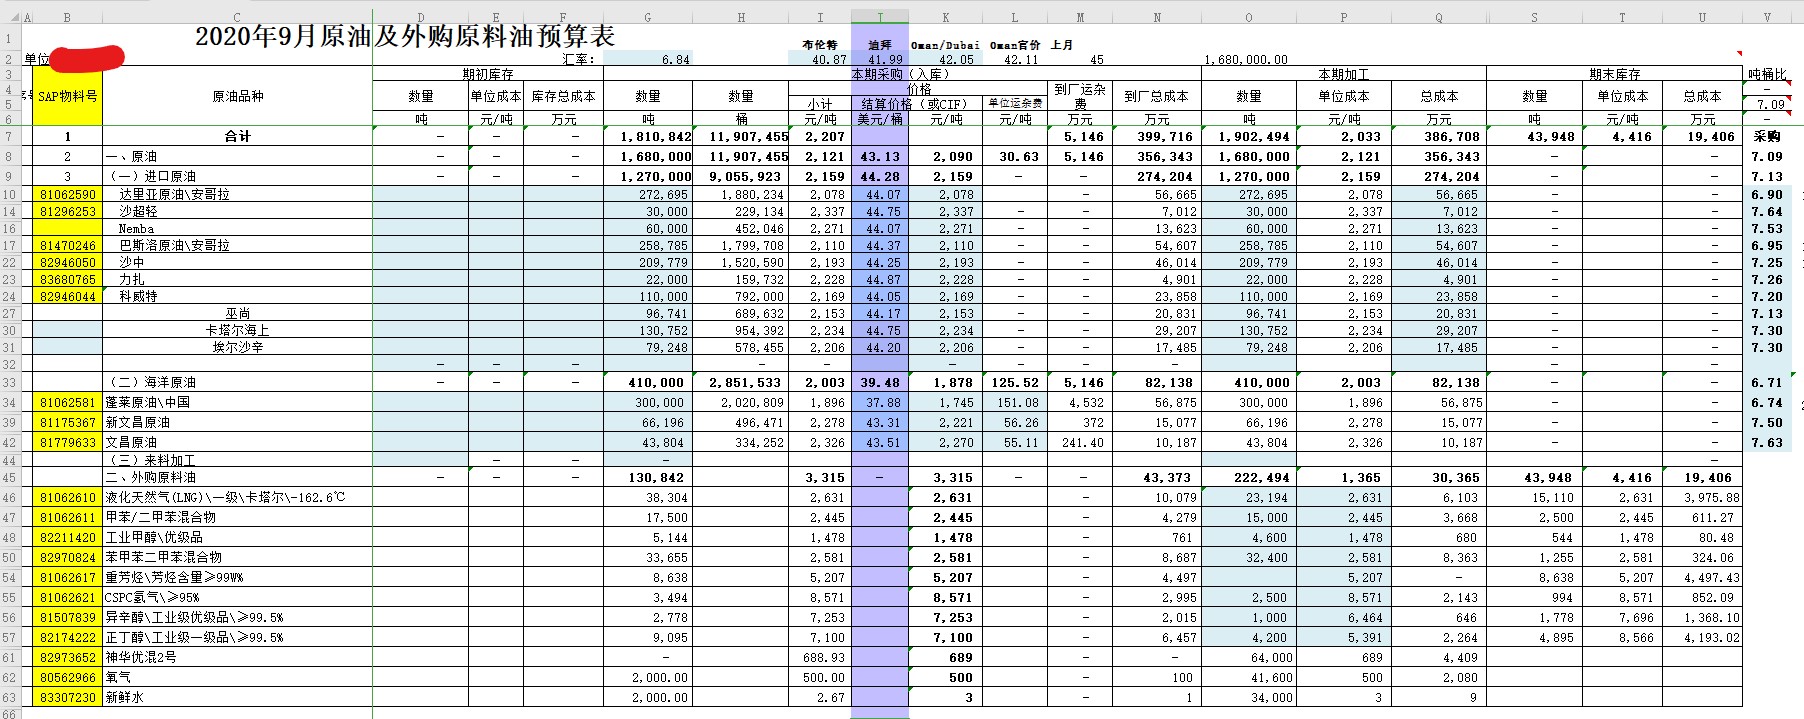 A B C D E F G H I J K L M N O P Q S T U V
1 2020年9月原油及外购原料油预算表 布伦特 迪拜 Oman/Dubai Oman官价 上月
2 单位 汇率： 6.84 40.87 41.99 42.05 42.11 45 1,680,000.00
3 SAP物料号 原油品种 期初库存 本期采购（入库） 本期加工 期末库存 吨桶比
4 数量 单位成本 库存总成本 数量 数量 价格 到厂运杂费 到厂总成本 数量 单位成本 总成本 数量 单位成本 总成本 –
5 小计 结算价格（或CIF） 单位运杂费 7.09
6 吨 元/吨 万元 吨 桶 元/吨 美元/桶 元/吨 元/吨 万元 万元 吨 元/吨 万元 吨 元/吨 万元 –
7 1 合计 – – – 1,810,842 11,907,455 2,207 5,146 399,716 1,902,494 2,033 386,708 43,948 4,416 19,406 采购
8 2 一、原油 – – – 1,680,000 11,907,455 2,121 43.13 2,090 30.63 5,146 356,343 1,680,000 2,121 356,343 – – 7.09
9 3 （一）进口原油 – – – 1,270,000 9,055,923 2,159 44.28 2,159 – – 274,204 1,270,000 2,159 274,204 – – 7.13
10 81062590 达里亚原油\安哥拉 272,695 1,880,234 2,078 44.07 2,078 56,665 272,695 2,078 56,665 – – 6.90
14 81296253 沙超轻 30,000 229,134 2,337 44.75 2,337 – – 7,012 30,000 2,337 7,012 – – 7.64
16 Nemba 60,000 452,046 2,271 44.07 2,271 – – 13,623 60,000 2,271 13,623 – – 7.53
17 81470246 巴斯洛原油\安哥拉 258,785 1,799,708 2,110 44.37 2,110 – – 54,607 258,785 2,110 54,607 – – 6.95
22 82946050 沙中 209,779 1,520,590 2,193 44.25 2,193 – – 46,014 209,779 2,193 46,014 – – 7.25
23 83680765 力扎 22,000 159,732 2,228 44.87 2,228 – – 4,901 22,000 2,228 4,901 – – 7.26
24 82946044 科威特 110,000 792,000 2,169 44.05 2,169 – – 23,858 110,000 2,169 23,858 – – 7.20
27 巫尚 96,741 689,632 2,153 44.17 2,153 – – 20,831 96,741 2,153 20,831 – – 7.13
30 卡塔尔海上 130,752 954,392 2,234 44.75 2,234 – – 29,207 130,752 2,234 29,207 – – 7.30
31 埃尔沙辛 79,248 578,455 2,206 44.20 2,206 – – 17,485 79,248 2,206 17,485 – – 7.30
32 – – – – – – – – – – –
33 （二）海洋原油 – – – 410,000 2,851,533 2,003 39.48 1,878 125.52 5,146 82,138 410,000 2,003 82,138 – – – 6.71
34 81062581 蓬莱原油\中国 300,000 2,020,809 1,896 37.88 1,745 151.08 4,532 56,875 300,000 1,896 56,875 – – 6.74
39 81175367 新文昌原油 66,196 496,471 2,278 43.31 2,221 56.26 372 15,077 66,196 2,278 15,077 – – 7.50
42 81779633 文昌原油 43,804 334,252 2,326 43.51 2,270 55.11 241.40 10,187 43,804 2,326 10,187 – – 7.63
44 （三）来料加工 – – – –
45 二、外购原料油 – – – 130,842 3,315 – 3,315 – – 43,373 222,494 1,365 30,365 43,948 4,416 19,406
46 81062610 液化天然气(LNG)\一级\卡塔尔\-162.6℃ 38,304 2,631 2,631 – 10,079 23,194 2,631 6,103 15,110 2,631 3,975.88
47 81062611 甲苯/二甲苯混合物 17,500 2,445 2,445 – 4,279 15,000 2,445 3,668 2,500 2,445 611.27
48 82211420 工业甲醇\优级品 5,144 1,478 1,478 – 761 4,600 1,478 680 544 1,478 80.48
50 82970824 苯甲苯二甲苯混合物 33,655 2,581 2,581 – 8,687 32,400 2,581 8,363 1,255 2,581 324.06
54 81062617 重芳烃\芳烃含量≥99W% 8,638 5,207 5,207 – 4,497 5,207 – 8,638 5,207 4,497.43
55 81062621 CSPC氢气\≥95% 3,494 8,571 8,571 – 2,995 2,500 8,571 2,143 994 8,571 852.09
56 81507839 异辛醇\工业级优级品\≥99.5% 2,778 7,253 7,253 – 2,015 1,000 6,464 646 1,778 7,696 1,368.10
57 82174222 正丁醇\工业级一级品\≥99.5% 9,095 7,100 7,100 – 6,457 4,200 5,391 2,264 4,895 8,566 4,193.02
61 82973652 神华优混2号 – 688.93 689 – – 64,000 689 4,409
62 80562966 氧气 2,000.00 500.00 500 – 100 41,600 500 2,080
63 83307230 新鲜水 2,000.00 2.67 3 – 1 34,000 3 9
66